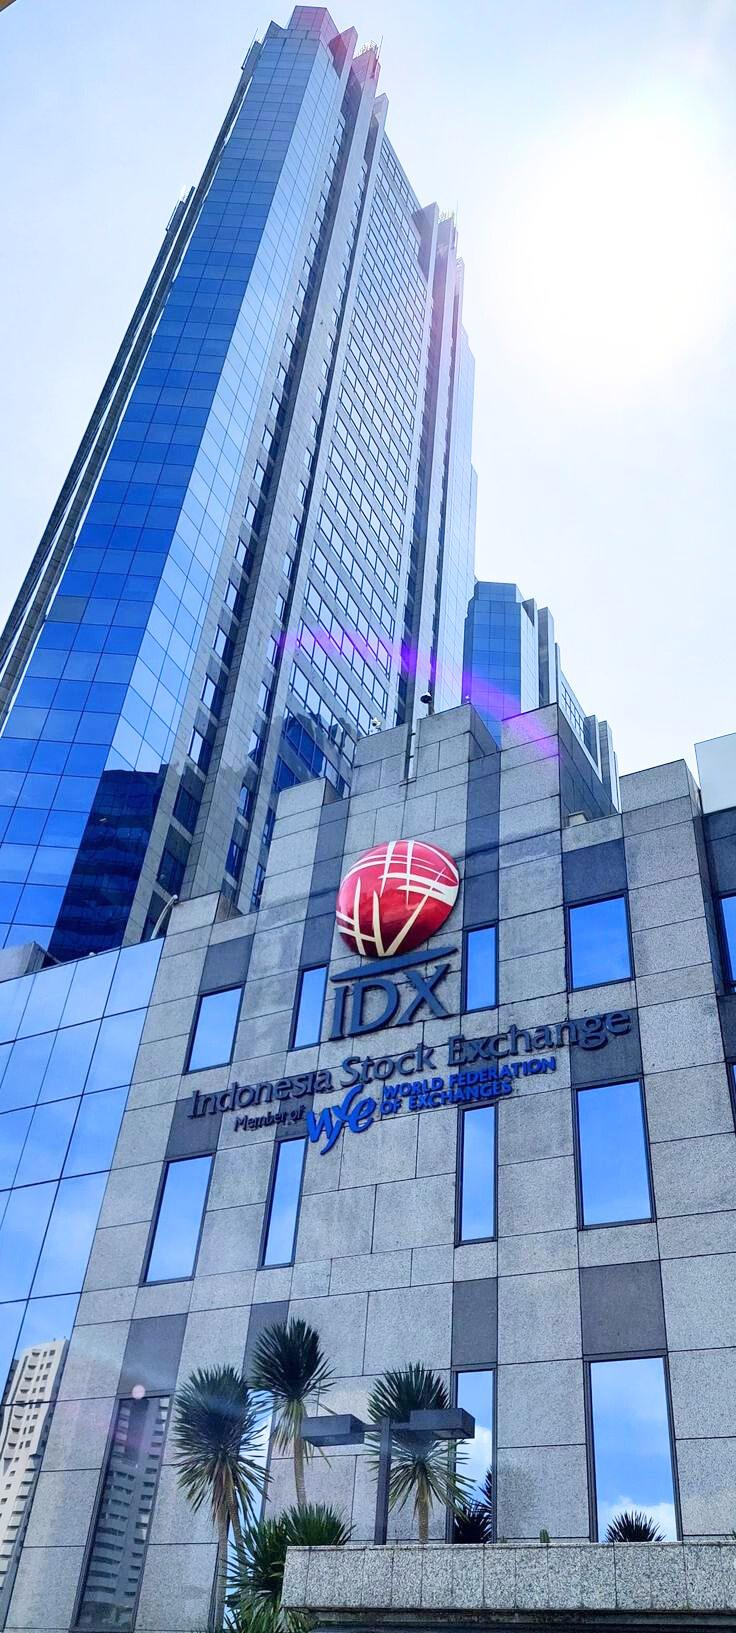 IDX
Indonesia Stock Exchange
Member of wfe WORLD FEDERATION
OF EXCHANGES